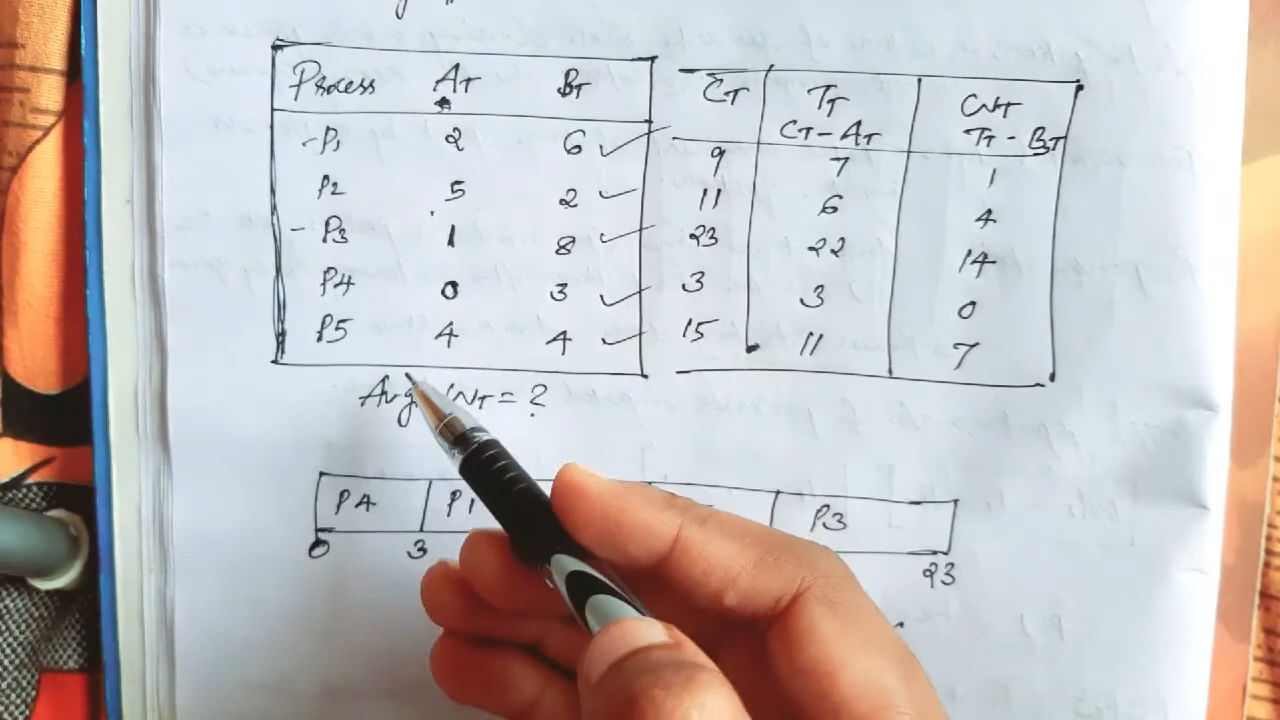 Process AT BT CT TT WT
CT-AT TT-BT
-P1 2 6 ✓ 9 7 1
P2 5 2 ✓ 11 6 4
-P3 1 8 ✓ 23 22 14
P4 0 3 ✓ 3 3 0
P5 4 4 ✓ 15 11 7
Avg WT = ?
P4 P1 P3
0 3 23